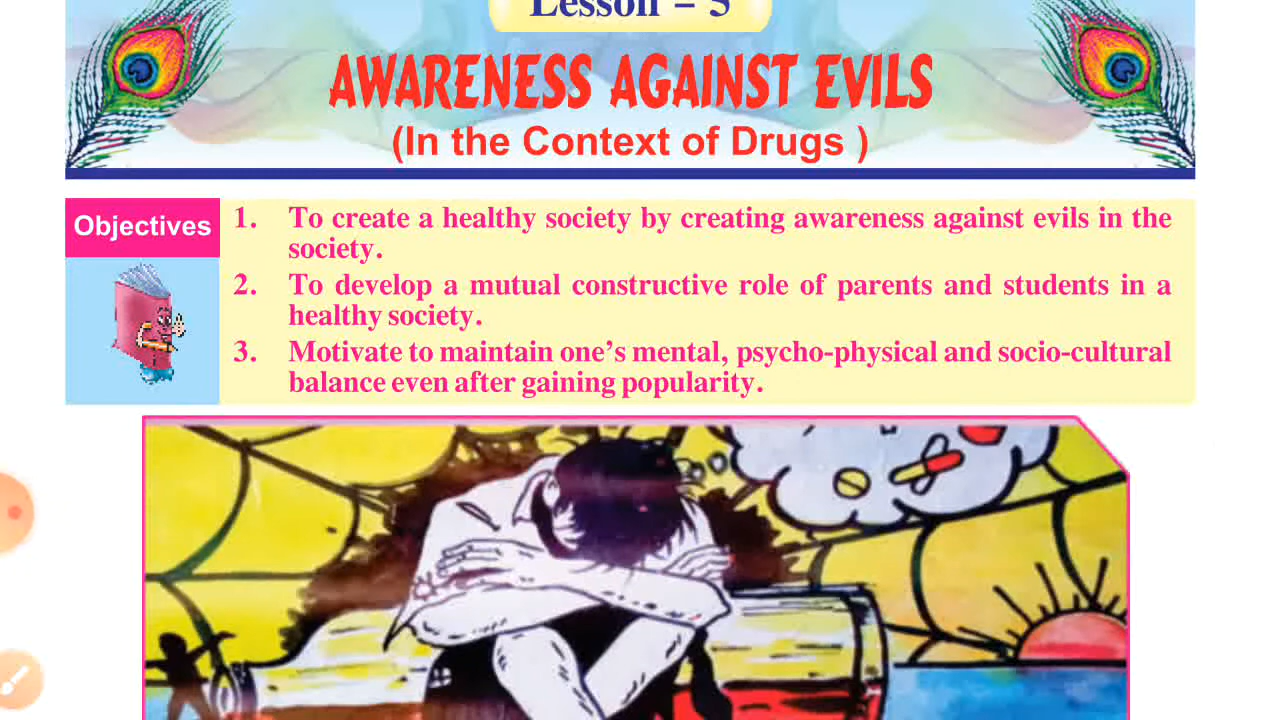 Lesson – 5
AWARENESS AGAINST EVILS
(In the Context of Drugs )
Objectives
1. To create a healthy society by creating awareness against evils in the
society.
2. To develop a mutual constructive role of parents and students in a
healthy society.
3. Motivate to maintain one's mental, psycho-physical and socio-cultural
balance even after gaining popularity.